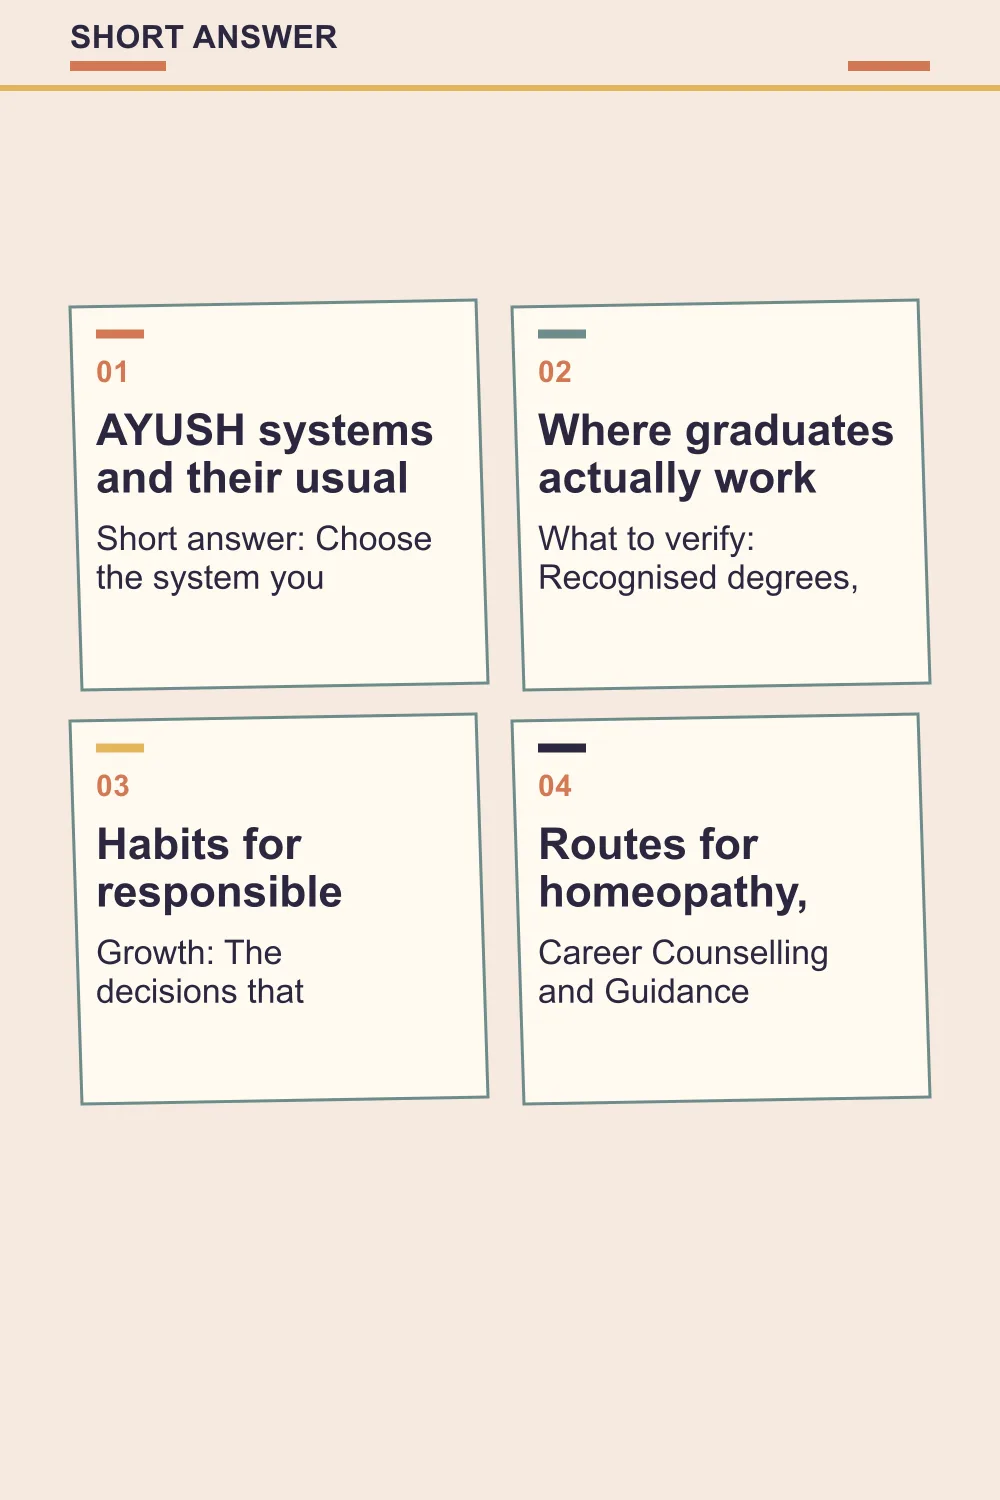 SHORT ANSWER
01
AYUSH systems
and their usual
Short answer: Choose
the system you
02
Where graduates
actually work
What to verify:
Recognised degrees,
03
Habits for
responsible
Growth: The
decisions that
04
Routes for
homeopathy,
Career Counselling
and Guidance